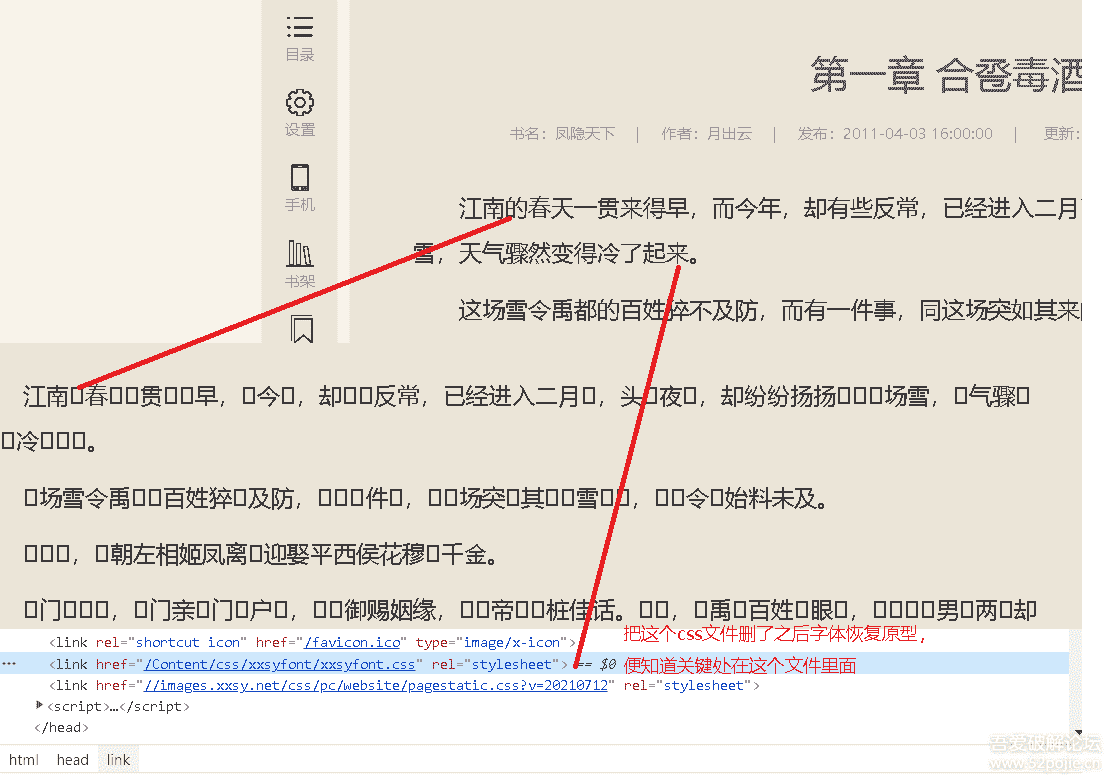 目录
设置
手机
书架
第一章 合卺毒酒
书名：凤隐天下 | 作者：月出云 | 发布：2011-04-03 16:00:00 | 更新：
江南的春天一贯来得早，而今年，却有些反常，已经进入二月
雪，天气骤然变得冷了起来。
这场雪令禹都的百姓猝不及防，而有一件事，同这场突如其来
江南▯春▯▯贯▯▯早，▯今▯，却▯▯反常，已经进入二月▯，头▯夜▯，却纷纷扬扬▯▯▯场雪，▯气骤▯
▯冷▯▯▯。
▯场雪令禹▯▯百姓猝▯及防，▯▯▯件▯，▯▯场突▯其▯▯雪▯▯，▯▯令▯始料未及。
▯▯▯，▯朝左相姬凤离▯迎娶平西侯花穆▯千金。
▯门▯▯▯，▯门亲▯门▯户▯，▯▯御赐姻缘，▯▯帝▯▯桩佳话。▯▯，▯禹▯百姓▯眼▯，▯▯▯▯男▯两▯却
<link rel="shortcut icon" href="/favicon.ico" type="image/x-icon">
把这个css文件删了之后字体恢复原型，
<link href="/Content/css/xxsyfont/xxsyfont.css" rel="stylesheet"> == $0
便知道关键处在这个文件里面
<link href="//images.xxsy.net/css/pc/website/pagestatic.css?v=20210712" rel="stylesheet">
<script>…</script>
</head>
html head link
吾爱破解论坛
www.52pojie.cn